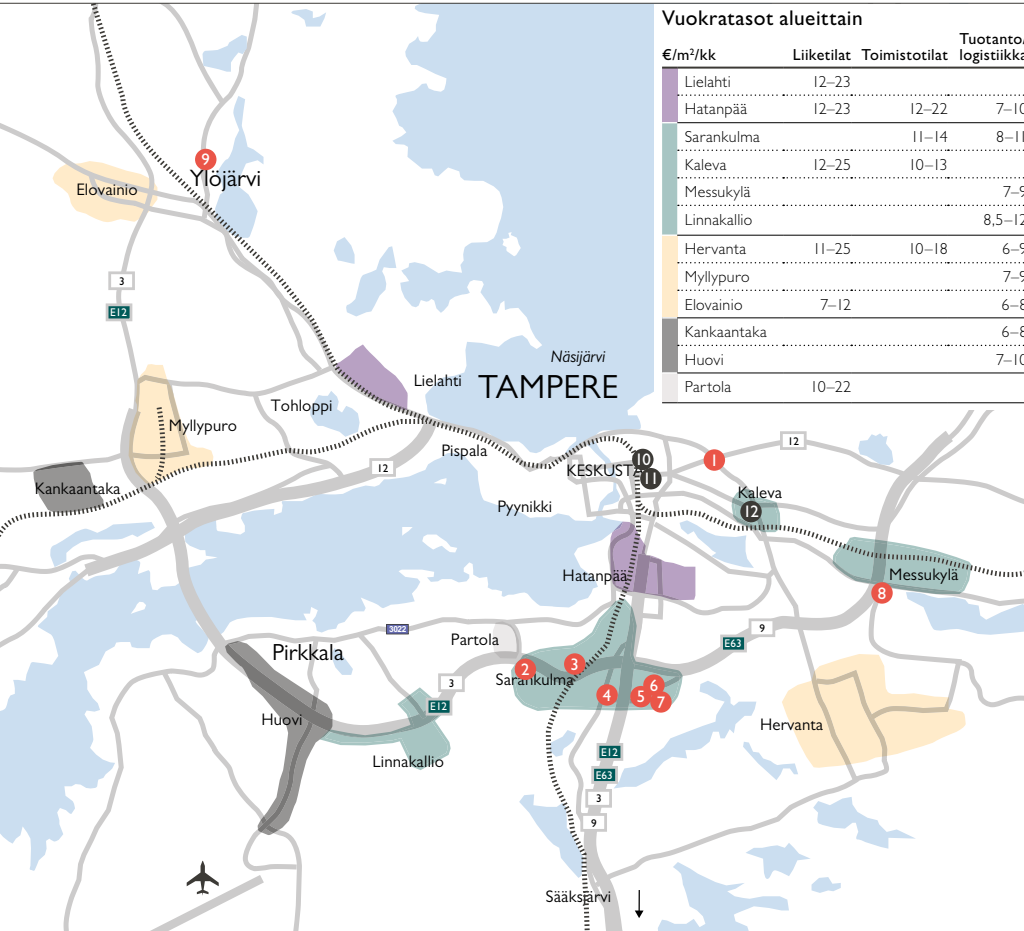 Vuokratasot alueittain
€/m²/kk Liiketilat Toimistotilat Tuotanto/ logistiikka
Lielahti 12–23
Hatanpää 12–23 12–22 7–10
Sarankulma 11–14 8–11
Kaleva 12–25 10–13
Messukylä 7–9
Linnakallio 8,5–12
Hervanta 11–25 10–18 6–9
Myllypuro 7–9
Elovainio 7–12 6–8
Kankaantaka 6–8
Huovi 7–10
Partola 10–22
9
Ylöjärvi
Elovainio
3
E12
Näsijärvi
TAMPERE
Lielahti
Tohloppi
Myllypuro
Pispala
12
1
12
10
KESKUSTA
11
Kankaantaka
Kaleva
12
Pyynikki
Hatanpää
Messukylä
8
3022
9
E63
Partola
Pirkkala
3
2
Sarankulma
3
4
5
6
7
E12
Huovi
Hervanta
Linnakallio
E12
E63
3
9
Sääksjärvi